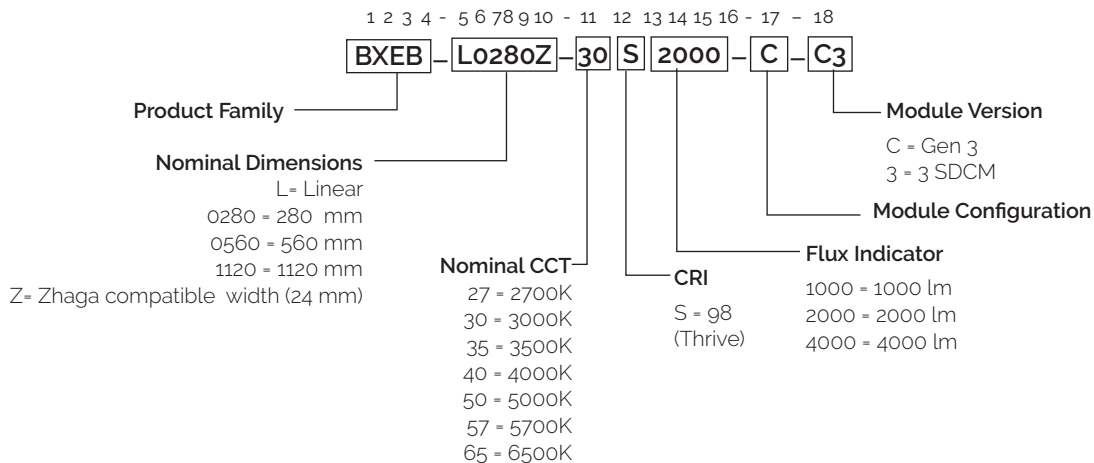 1 2 3 4 - 5 6 7 8 9 10 - 11 12 13 14 15 16 - 17 – 18
BXEB – L0280Z – 30 S 2000 – C – C3
Product Family
Module Version
C = Gen 3
3 = 3 SDCM
Nominal Dimensions
L= Linear
0280 = 280 mm
0560 = 560 mm
1120 = 1120 mm
Z= Zhaga compatible width (24 mm)
Module Configuration
Nominal CCT
27 = 2700K
30 = 3000K
35 = 3500K
40 = 4000K
50 = 5000K
57 = 5700K
65 = 6500K
CRI
S = 98
(Thrive)
Flux Indicator
1000 = 1000 lm
2000 = 2000 lm
4000 = 4000 lm